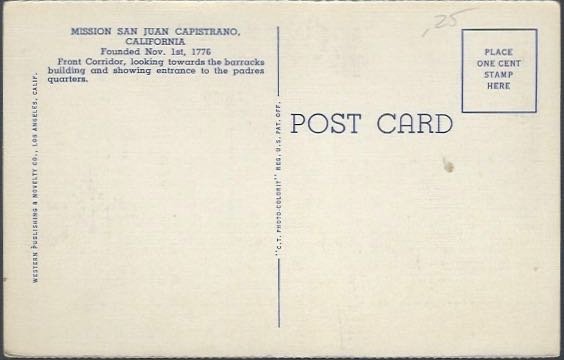 MISSION SAN JUAN CAPISTRANO,
CALIFORNIA
Founded Nov. 1st, 1776
Front Corridor, looking towards the barracks
building and showing entrance to the padres
quarters.
WESTERN PUBLISHING & NOVELTY CO., LOS ANGELES, CALIF.
"C.T. PHOTO-COLORIT" REG. U.S. PAT. OFF.
POST CARD
.25
PLACE
ONE CENT
STAMP
HERE